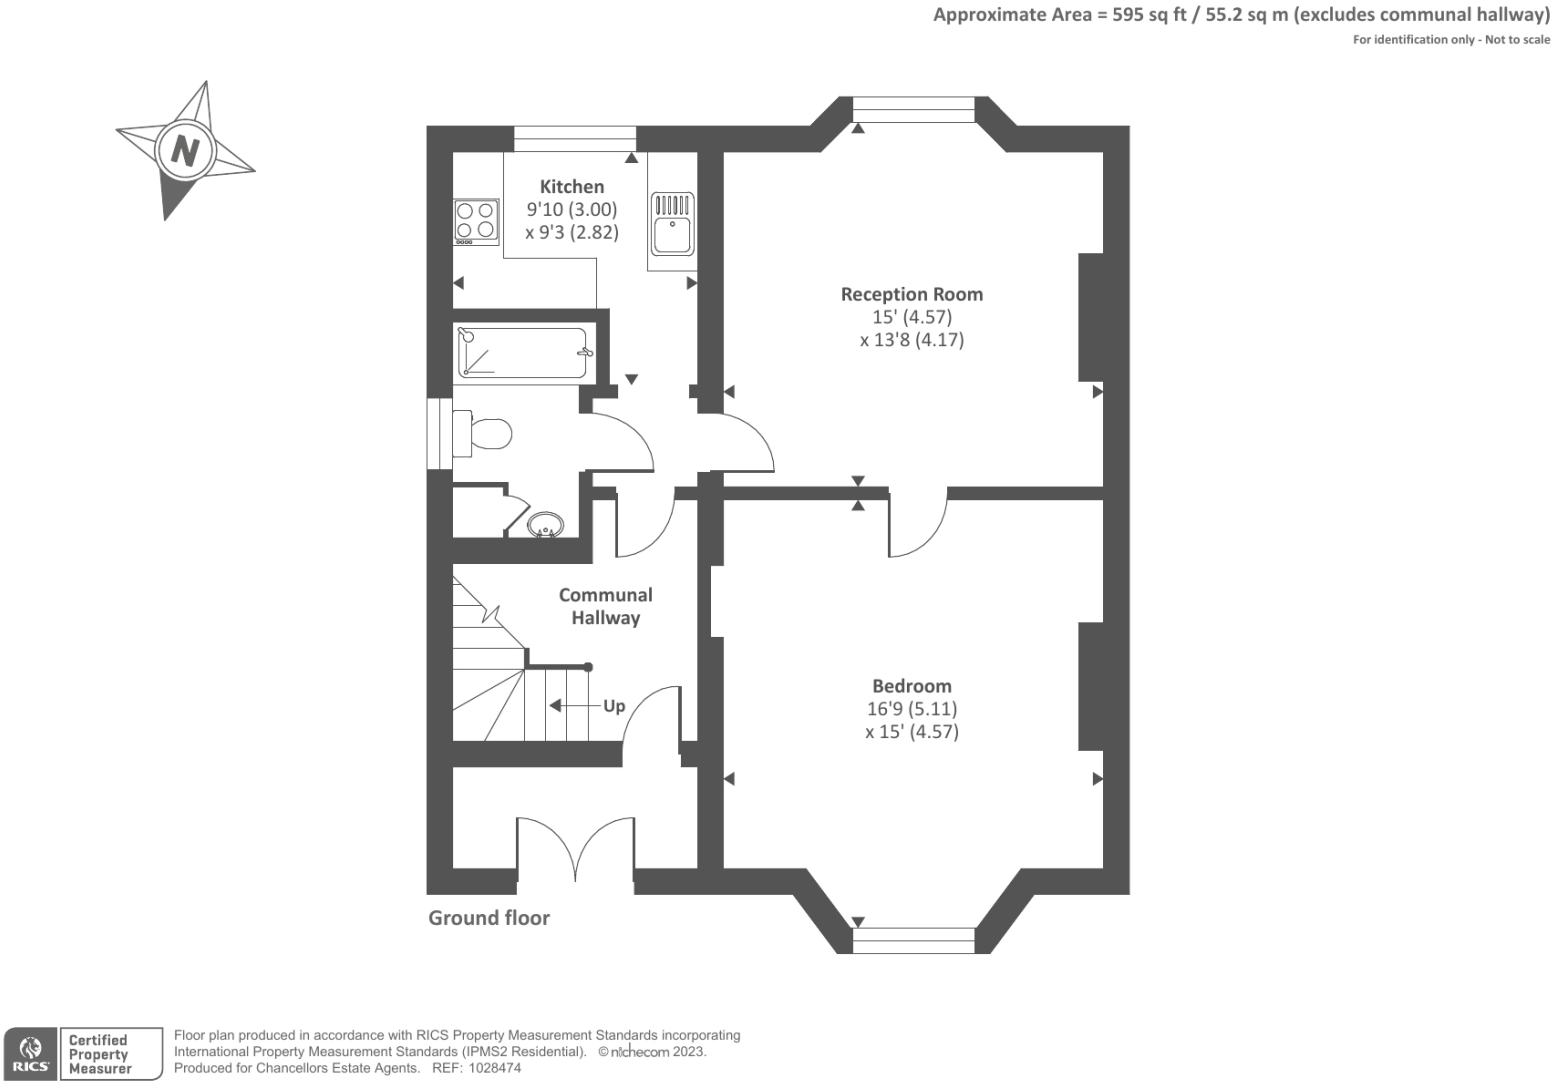 Approximate Area = 595 sq ft / 55.2 sq m (excludes communal hallway)
For identification only - Not to scale
N
Kitchen
9'10 (3.00)
x 9'3 (2.82)
Reception Room
15' (4.57)
x 13'8 (4.17)
Communal
Hallway
Up
Bedroom
16'9 (5.11)
x 15' (4.57)
Ground floor
RICS
Certified
Property
Measurer
Floor plan produced in accordance with RICS Property Measurement Standards incorporating
International Property Measurement Standards (IPMS2 Residential). © nichecom 2023.
Produced for Chancellors Estate Agents. REF: 1028474